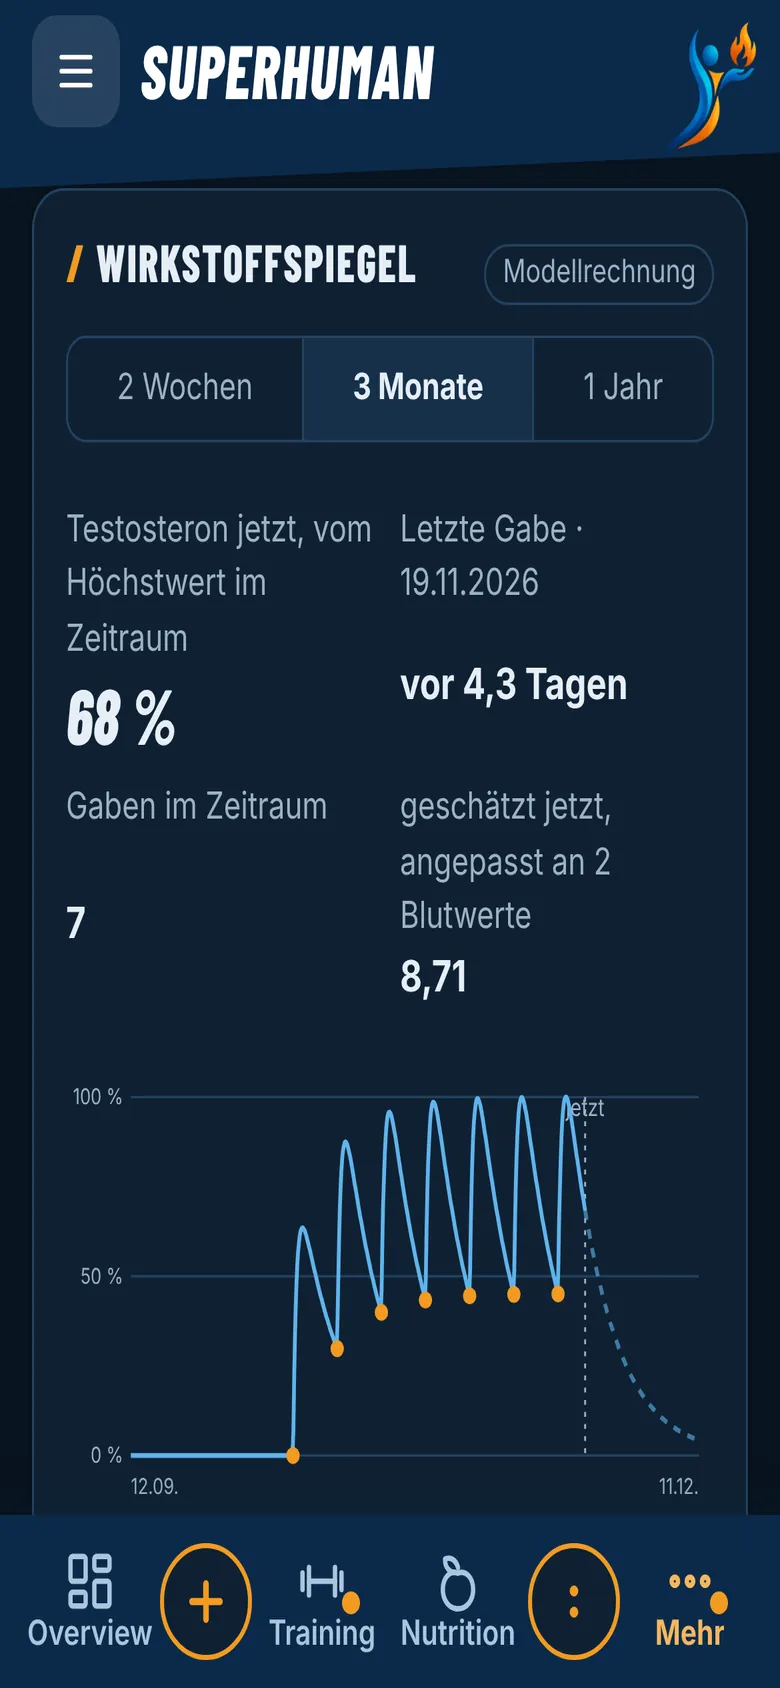 SUPERHUMAN
/ WIRKSTOFFSPIEGEL
Modellrechnung
2 Wochen
3 Monate
1 Jahr
Testosteron jetzt, vom
Höchstwert im
Zeitraum
68 %
Letzte Gabe ·
19.11.2026
vor 4,3 Tagen
Gaben im Zeitraum
7
geschätzt jetzt,
angepasst an 2
Blutwerte
8,71
100 %
jetzt
50 %
0 %
12.09.
11.12.
Overview
Training
Nutrition
Mehr